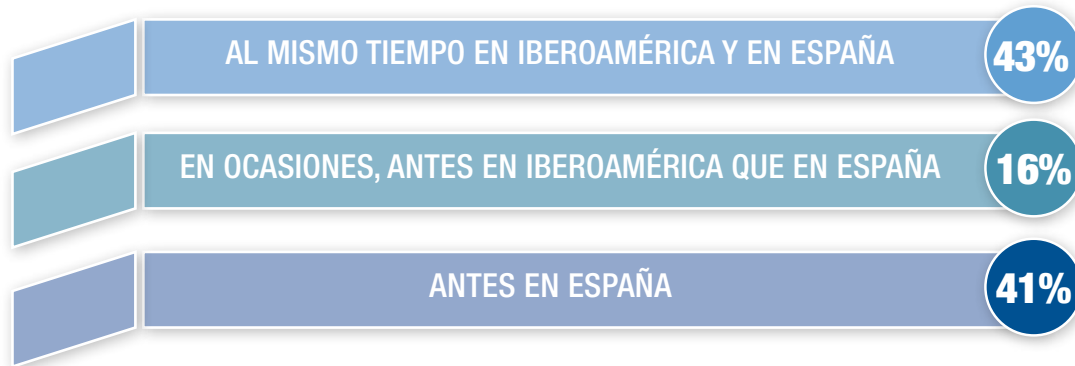 AL MISMO TIEMPO EN IBEROAMÉRICA Y EN ESPAÑA 43%
EN OCASIONES, ANTES EN IBEROAMÉRICA QUE EN ESPAÑA 16%
ANTES EN ESPAÑA 41%